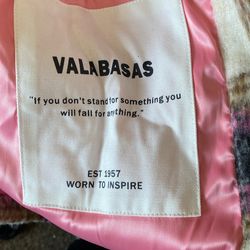 VALABASAS
"If you don't stand for something you
will fall for anything."
EST 1957
WORN TO INSPIRE